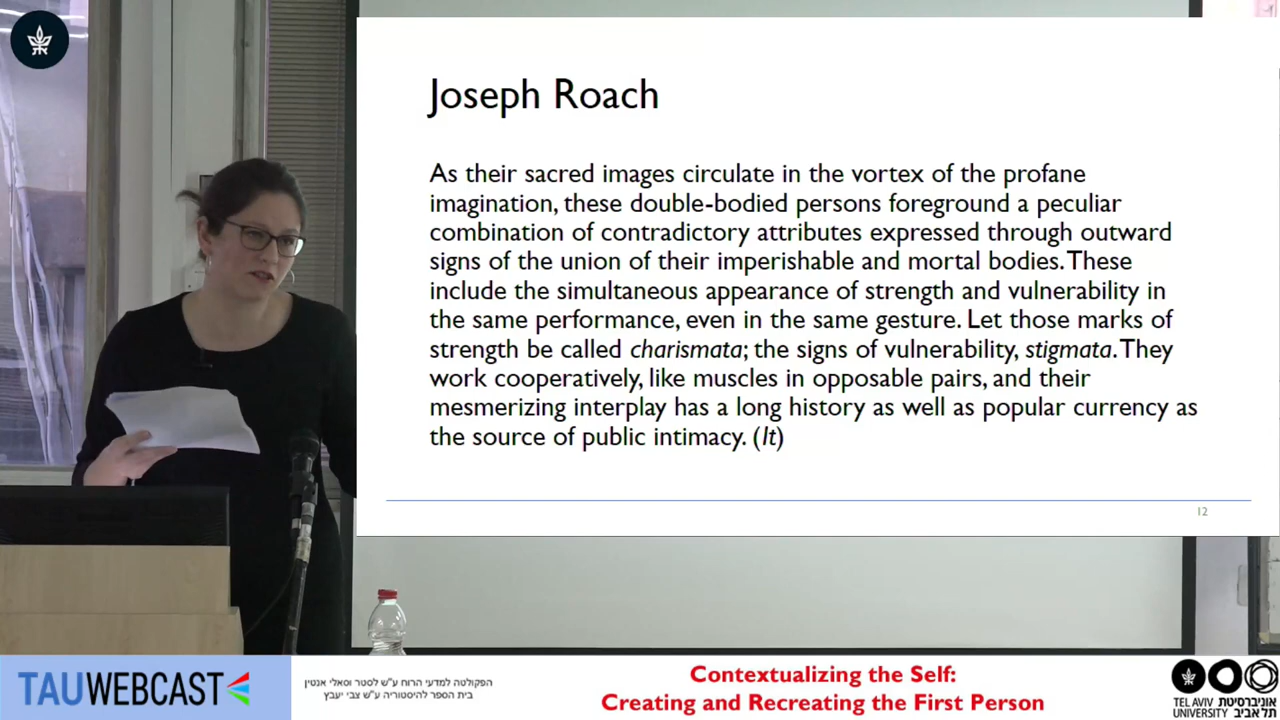 Joseph Roach
As their sacred images circulate in the vortex of the profane
imagination, these double-bodied persons foreground a peculiar
combination of contradictory attributes expressed through outward
signs of the union of their imperishable and mortal bodies. These
include the simultaneous appearance of strength and vulnerability in
the same performance, even in the same gesture. Let those marks of
strength be called charismata; the signs of vulnerability, stigmata. They
work cooperatively, like muscles in opposable pairs, and their
mesmerizing interplay has a long history as well as popular currency as
the source of public intimacy. (It)
12
TAUWEBCAST
הפקולטה למדעי הרוח ע"ש לסטר וסאלי אנטין
בית הספר להיסטוריה ע"ש צבי יעבץ
Contextualizing the Self:
Creating and Recreating the First Person
TEL AVIV אוניברסיטת
UNIVERSITY תל אביב